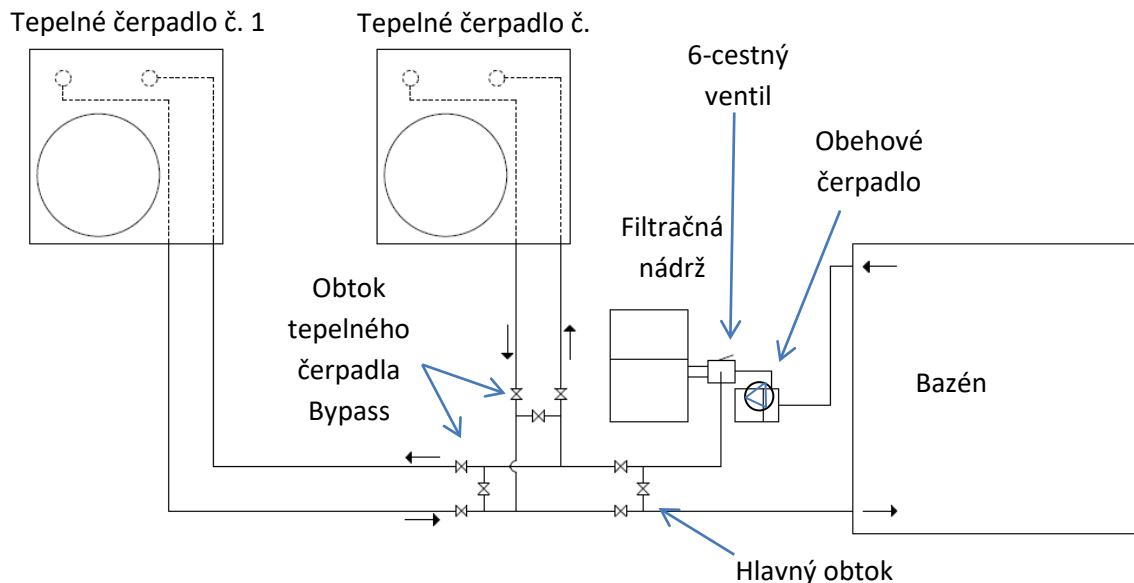 Tepelné čerpadlo č. 1
Tepelné čerpadlo č.
6-cestný
ventil
Obehové
čerpadlo
Filtračná
nádrž
Obtok
tepelného
čerpadla
Bypass
Bazén
Hlavný obtok